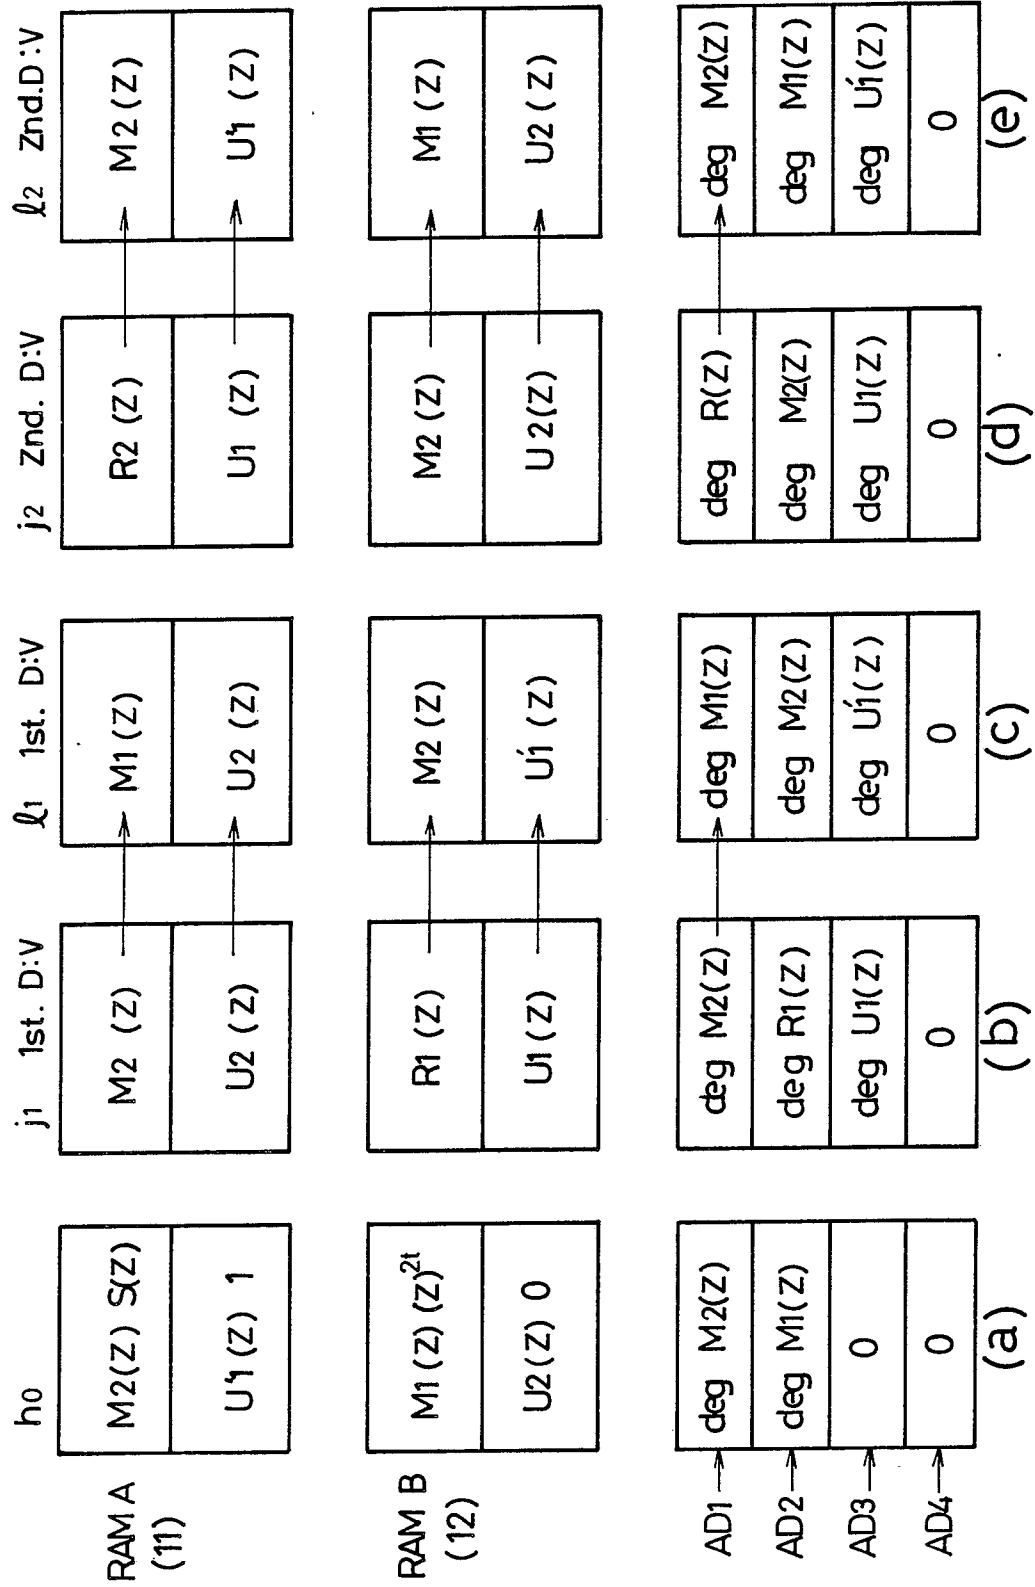 h0
j1 1st. D:V
ℓ1 1st. D:V
j2 Znd. D:V
ℓ2 Znd.D:V
RAM A
(11)
M2(Z) S(Z)
U'1(Z) 1
M2 (Z)
U2 (Z)
M1(Z)
U2 (Z)
R2 (Z)
U1 (Z)
M2(Z)
U'1 (Z)
RAM B
(12)
M1(Z) (Z)2t
U2(Z) 0
R1 (Z)
U1(Z)
M2 (Z)
U'1 (Z)
M2 (Z)
U2(Z)
M1 (Z)
U2 (Z)
AD1
AD2
AD3
AD4
deg M2(Z)
deg M1(Z)
0
0
(a)
deg M2(Z)
deg R1(Z)
deg U1(Z)
0
(b)
deg M1(Z)
deg M2(Z)
deg U'1(Z)
0
(c)
deg R(Z)
deg M2(Z)
deg U1(Z)
0
(d)
deg M2(Z)
deg M1(Z)
deg U'1(Z)
0
(e)